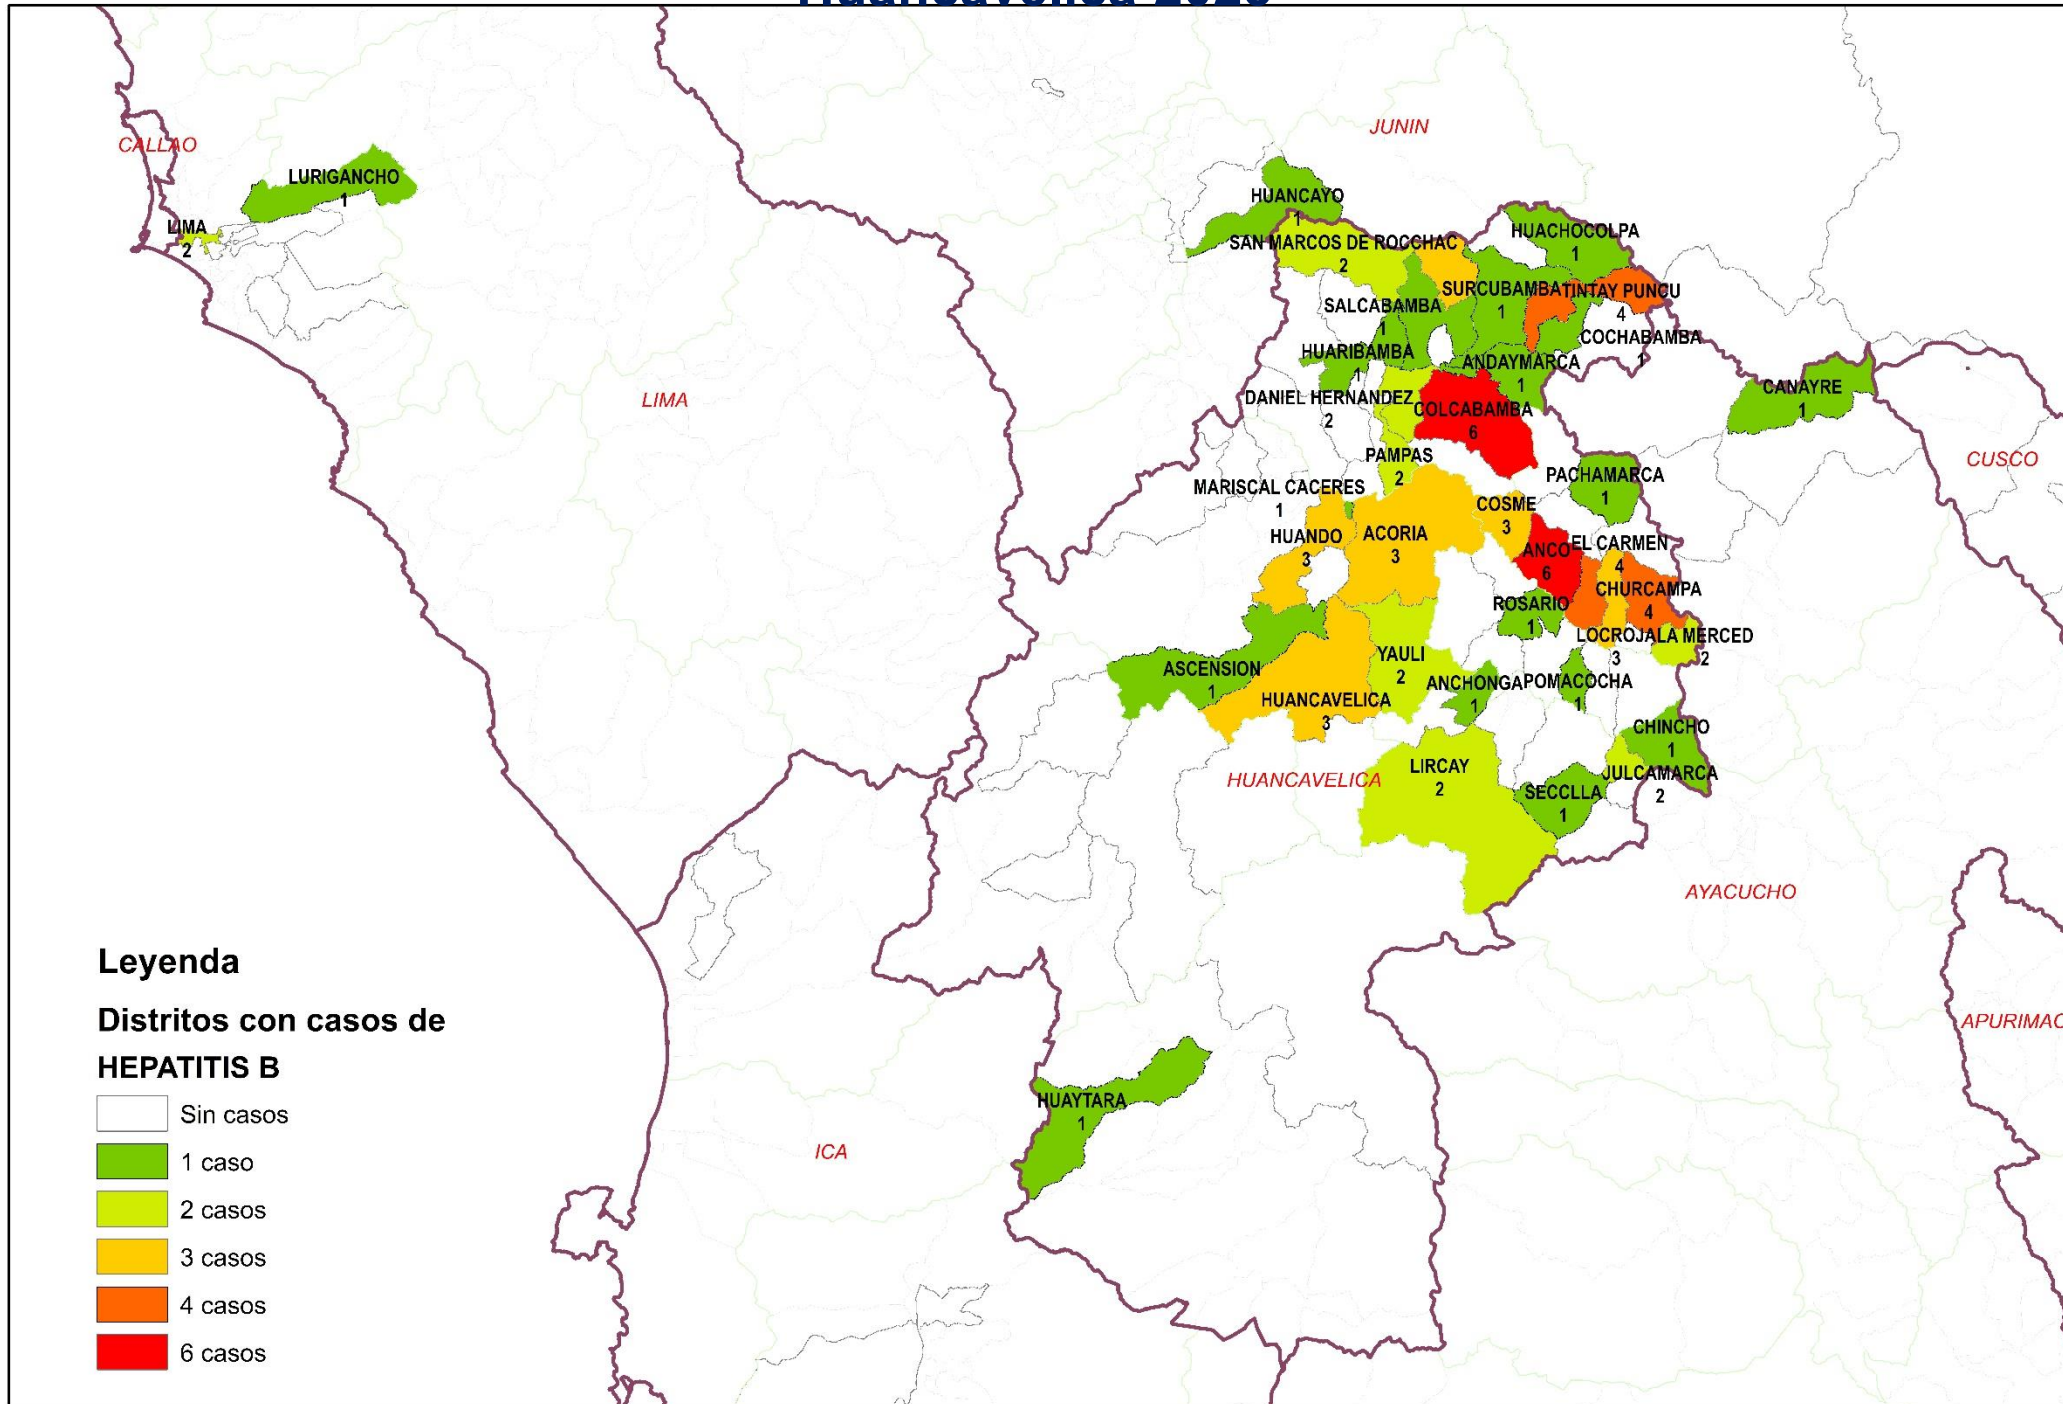 CALLAO
JUNIN
LURIGANCHO
1
HUANCAYO
1
LIMA
2
HUACHOCOLPA
1
SAN MARCOS DE ROCCHAC
2
SURCUBAMBA
1
TINTAY PUNCU
4
SALCABAMBA
1
COCHABAMBA
1
HUARIBAMBA
1
ANDAYMARCA
1
CANAYRE
1
LIMA
DANIEL HERNANDEZ
2
COLCABAMBA
6
PAMPAS
2
CUSCO
PACHAMARCA
1
MARISCAL CACERES
1
COSME
3
HUANDO
3
ACORIA
3
ANCO
6
EL CARMEN
4
CHURCAMPA
4
ROSARIO
1
LOCROJA
3
LA MERCED
2
YAULI
2
ASCENSION
1
ANCHONGA
1
POMACOCHA
1
HUANCAVELICA
3
CHINCHO
1
LIRCAY
2
HUANCAVELICA
JULCAMARCA
2
SECCLLA
1
AYACUCHO
APURIMAC
HUAYTARA
1
ICA
Leyenda
Distritos con casos de
HEPATITIS B
Sin casos
1 caso
2 casos
3 casos
4 casos
6 casos